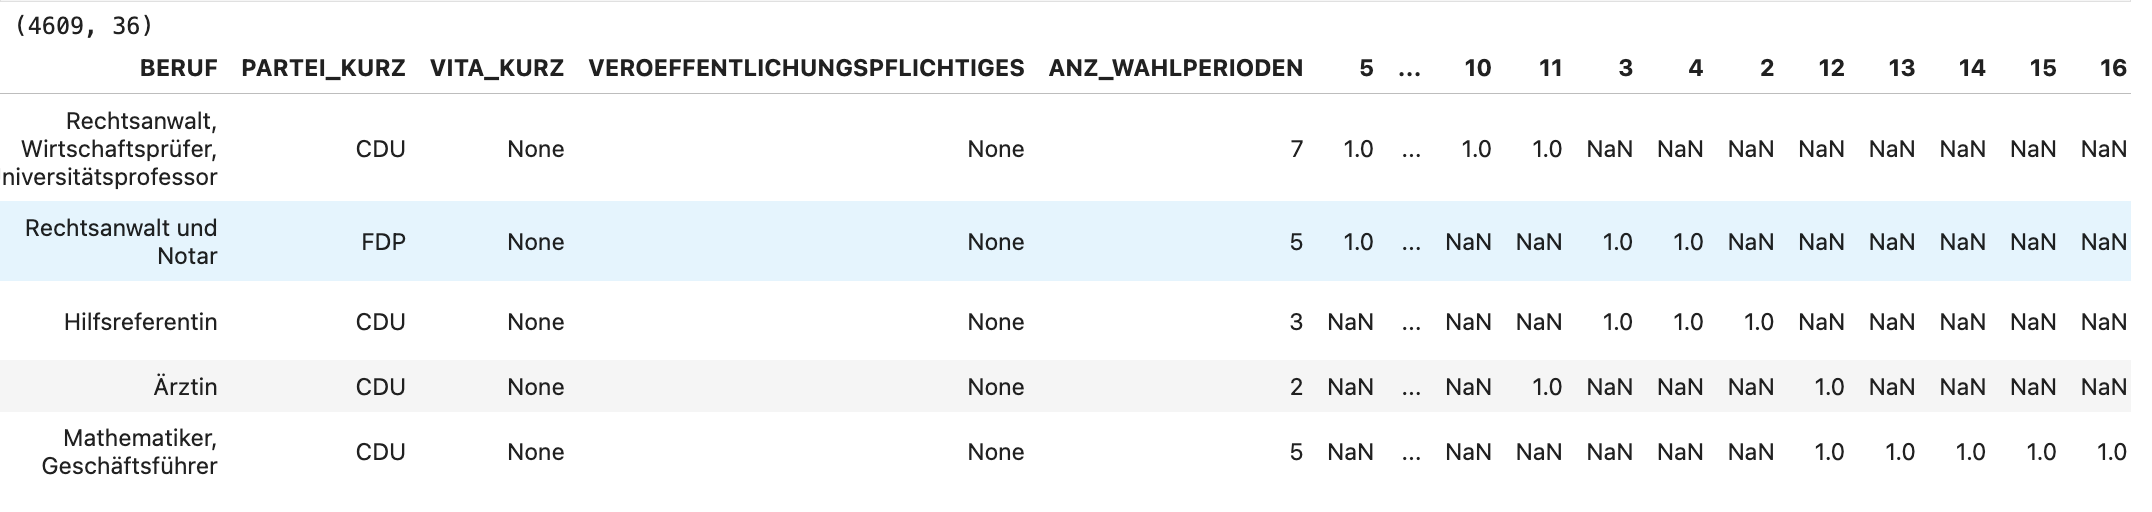 (4609, 36)
BERUF PARTEI_KURZ VITA_KURZ VEROEFFENTLICHUNGSPFLICHTIGES ANZ_WAHLPERIODEN 5 ... 10 11 3 4 2 12 13 14 15 16
Rechtsanwalt,
Wirtschaftsprüfer, CDU None None 7 1.0 ... 1.0 1.0 NaN NaN NaN NaN NaN NaN NaN NaN
niversitätsprofessor
Rechtsanwalt und
Notar FDP None None 5 1.0 ... NaN NaN 1.0 1.0 NaN NaN NaN NaN NaN NaN
Hilfsreferentin CDU None None 3 NaN ... NaN NaN 1.0 1.0 1.0 NaN NaN NaN NaN NaN
Ärztin CDU None None 2 NaN ... NaN 1.0 NaN NaN NaN 1.0 NaN NaN NaN NaN
Mathematiker,
Geschäftsführer CDU None None 5 NaN ... NaN NaN NaN NaN NaN 1.0 1.0 1.0 1.0 1.0